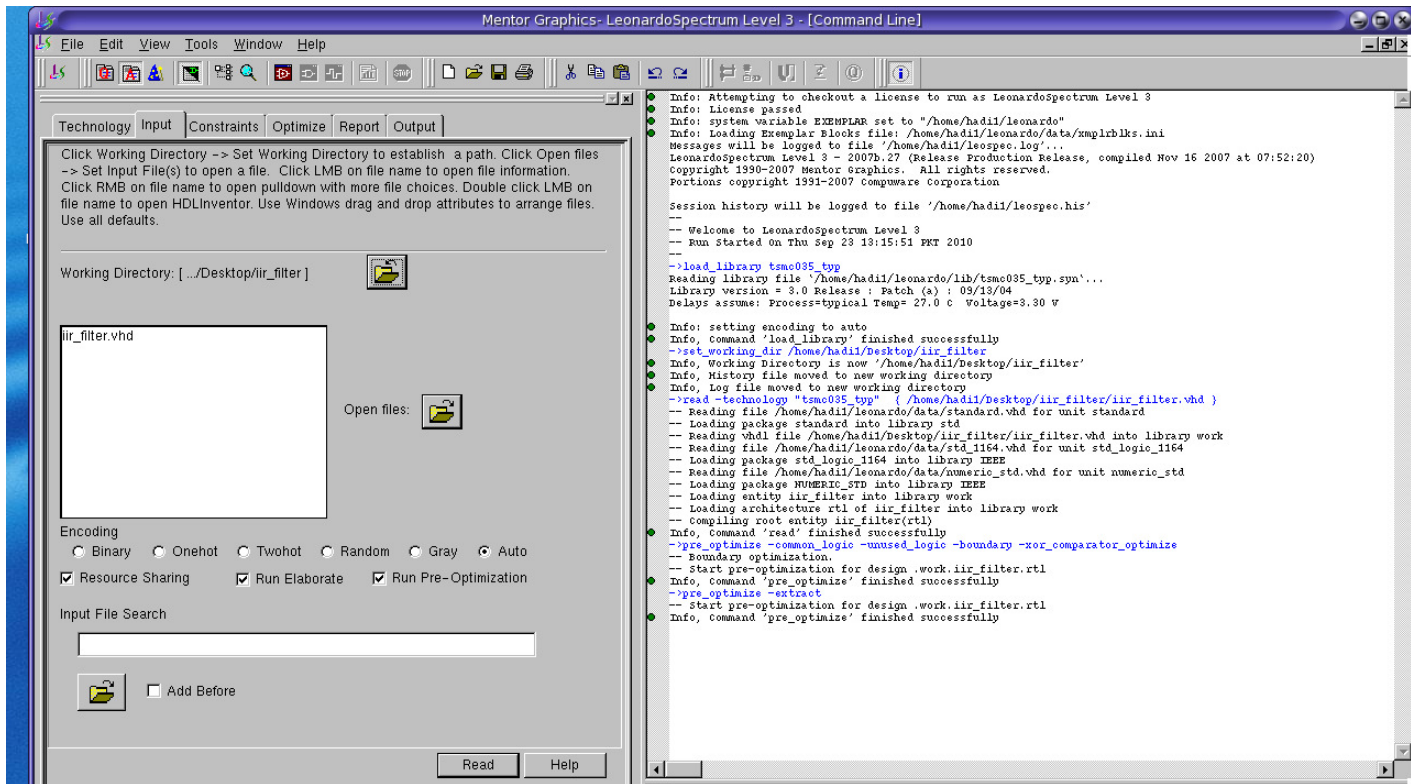 Mentor Graphics- LeonardoSpectrum Level 3 - [Command Line]
File Edit View Tools Window Help
Technology Input Constraints Optimize Report Output
Click Working Directory -> Set Working Directory to establish a path. Click Open files
-> Set Input File(s) to open a file. Click LMB on file name to open file information.
Click RMB on file name to open pulldown with more file choices. Double click LMB on
file name to open HDLInventor. Use Windows drag and drop attributes to arrange files.
Use all defaults.
Working Directory: [ .../Desktop/iir_filter ]
iir_filter.vhd
Open files:
Encoding
Binary Onehot Twohot Random Gray Auto
Resource Sharing Run Elaborate Run Pre-Optimization
Input File Search
Add Before
Read Help
Info: Attempting to checkout a license to run as LeonardoSpectrum Level 3
Info: License passed
Info: system variable EXEMPLAR set to "/home/hadi1/leonardo"
Info: Loading Exemplar Blocks file: /home/hadi1/leonardo/data/xmplrblks.ini
Messages will be logged to file '/home/hadi1/leospec.log'...
LeonardoSpectrum Level 3 - 2007b.27 (Release Production Release, compiled Nov 16 2007 at 07:52:20)
Copyright 1990-2007 Mentor Graphics. All rights reserved.
Portions copyright 1991-2007 Compuware Corporation
Session history will be logged to file '/home/hadi1/leospec.his'
--
-- Welcome to LeonardoSpectrum Level 3
-- Run Started on Thu Sep 23 13:15:51 PKT 2010
--
->load_library tsmc035_typ
Reading library file `/home/hadi1/leonardo/lib/tsmc035_typ.syn`...
Library version = 3.0 Release : Patch (a) : 09/13/04
Delays assume: Process=typical Temp= 27.0 C Voltage=3.30 V
Info: setting encoding to auto
Info, Command 'load_library' finished successfully
->set_working_dir /home/hadi1/Desktop/iir_filter
Info, Working Directory is now '/home/hadi1/Desktop/iir_filter'
Info, History file moved to new working directory
Info, Log file moved to new working directory
->read -technology "tsmc035_typ" { /home/hadi1/Desktop/iir_filter/iir_filter.vhd }
-- Reading file /home/hadi1/leonardo/data/standard.vhd for unit standard
-- Loading package standard into library std
-- Reading vhdl file /home/hadi1/Desktop/iir_filter/iir_filter.vhd into library work
-- Reading file /home/hadi1/leonardo/data/std_1164.vhd for unit std_logic_1164
-- Loading package std_logic_1164 into library IEEE
-- Reading file /home/hadi1/leonardo/data/numeric_std.vhd for unit numeric_std
-- Loading package NUMERIC_STD into library IEEE
-- Loading entity iir_filter into library work
-- Loading architecture rtl of iir_filter into library work
-- Compiling root entity iir_filter(rtl)
Info, Command 'read' finished successfully
->pre_optimize -common_logic -unused_logic -boundary -xor_comparator_optimize
-- Boundary optimization.
-- Start pre-optimization for design .work.iir_filter.rtl
Info, Command 'pre_optimize' finished successfully
->pre_optimize -extract
-- Start pre-optimization for design .work.iir_filter.rtl
Info, Command 'pre_optimize' finished successfully